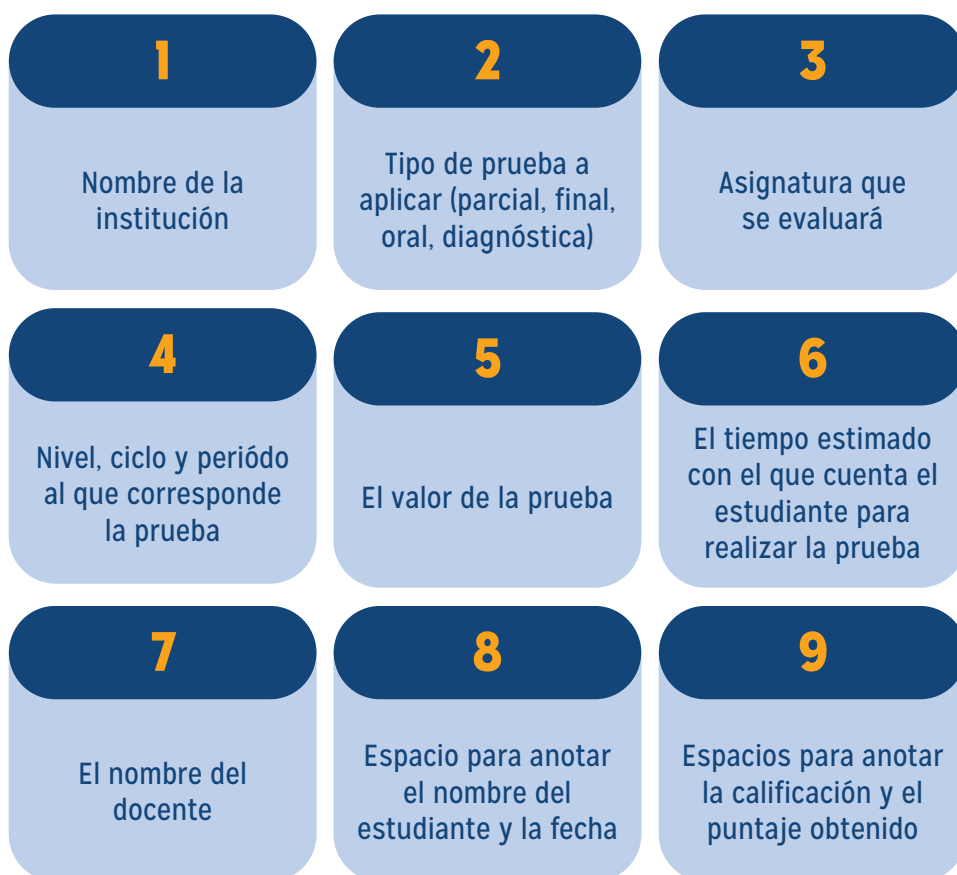 1
Nombre de la
institución
2
Tipo de prueba a
aplicar (parcial, final,
oral, diagnóstica)
3
Asignatura que
se evaluará
4
Nivel, ciclo y periódo
al que corresponde
la prueba
5
El valor de la prueba
6
El tiempo estimado
con el que cuenta el
estudiante para
realizar la prueba
7
El nombre del
docente
8
Espacio para anotar
el nombre del
estudiante y la fecha
9
Espacios para anotar
la calificación y el
puntaje obtenido